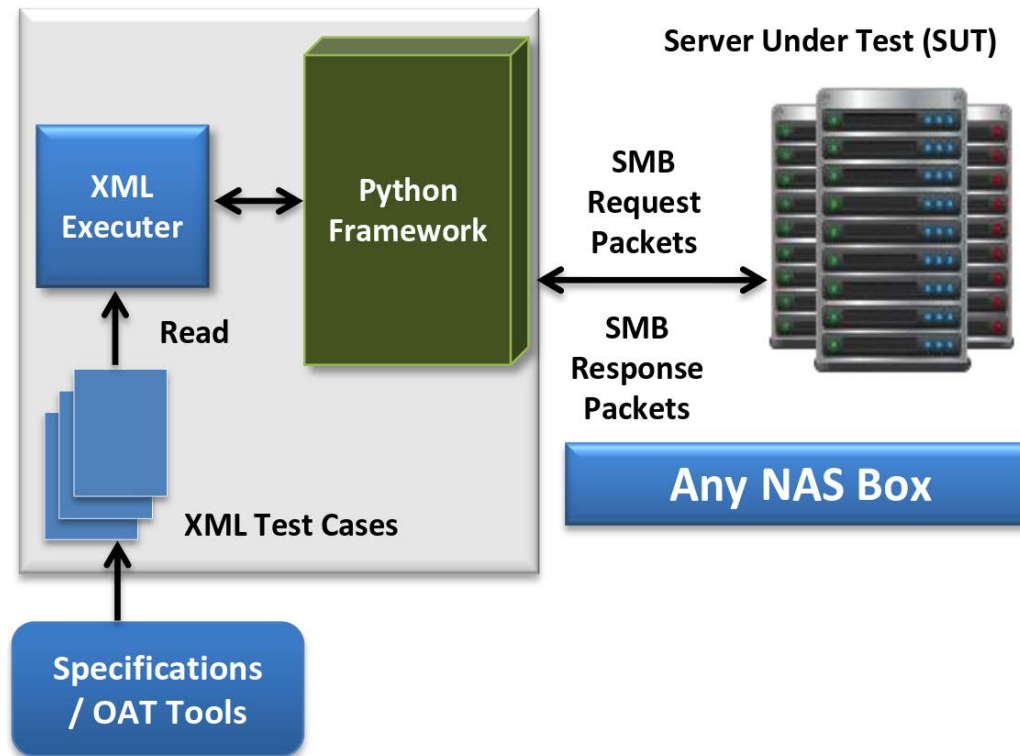 Server Under Test (SUT)
XML
Executer
Python
Framework
SMB
Request
Packets
Read
SMB
Response
Packets
Any NAS Box
XML Test Cases
Specifications
/ OAT Tools